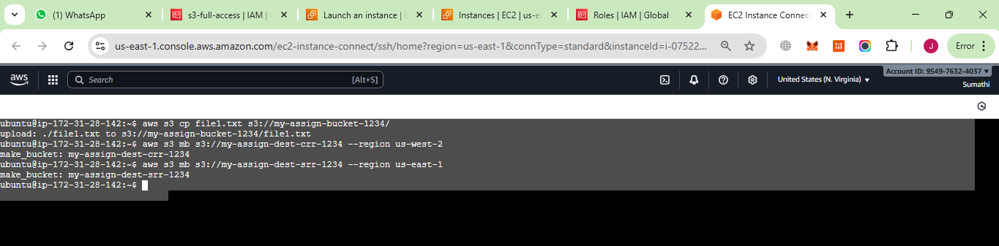 (1) WhatsApp
s3-full-access | IAM |
Launch an instance |
Instances | EC2 | us-ea
Roles | IAM | Global
EC2 Instance Connect
us-east-1.console.aws.amazon.com/ec2-instance-connect/ssh/home?region=us-east-1&connType=standard&instanceId=i-07522...
J
Error
aws
Search
[Alt+S]
United States (N. Virginia)
Account ID: 9549-7632-4037
Sumathi
ubuntu@ip-172-31-28-142:~$ aws s3 cp file1.txt s3://my-assign-bucket-1234/
upload: ./file1.txt to s3://my-assign-bucket-1234/file1.txt
ubuntu@ip-172-31-28-142:~$ aws s3 mb s3://my-assign-dest-crr-1234 --region us-west-2
make_bucket: my-assign-dest-crr-1234
ubuntu@ip-172-31-28-142:~$ aws s3 mb s3://my-assign-dest-srr-1234 --region us-east-1
make_bucket: my-assign-dest-srr-1234
ubuntu@ip-172-31-28-142:~$